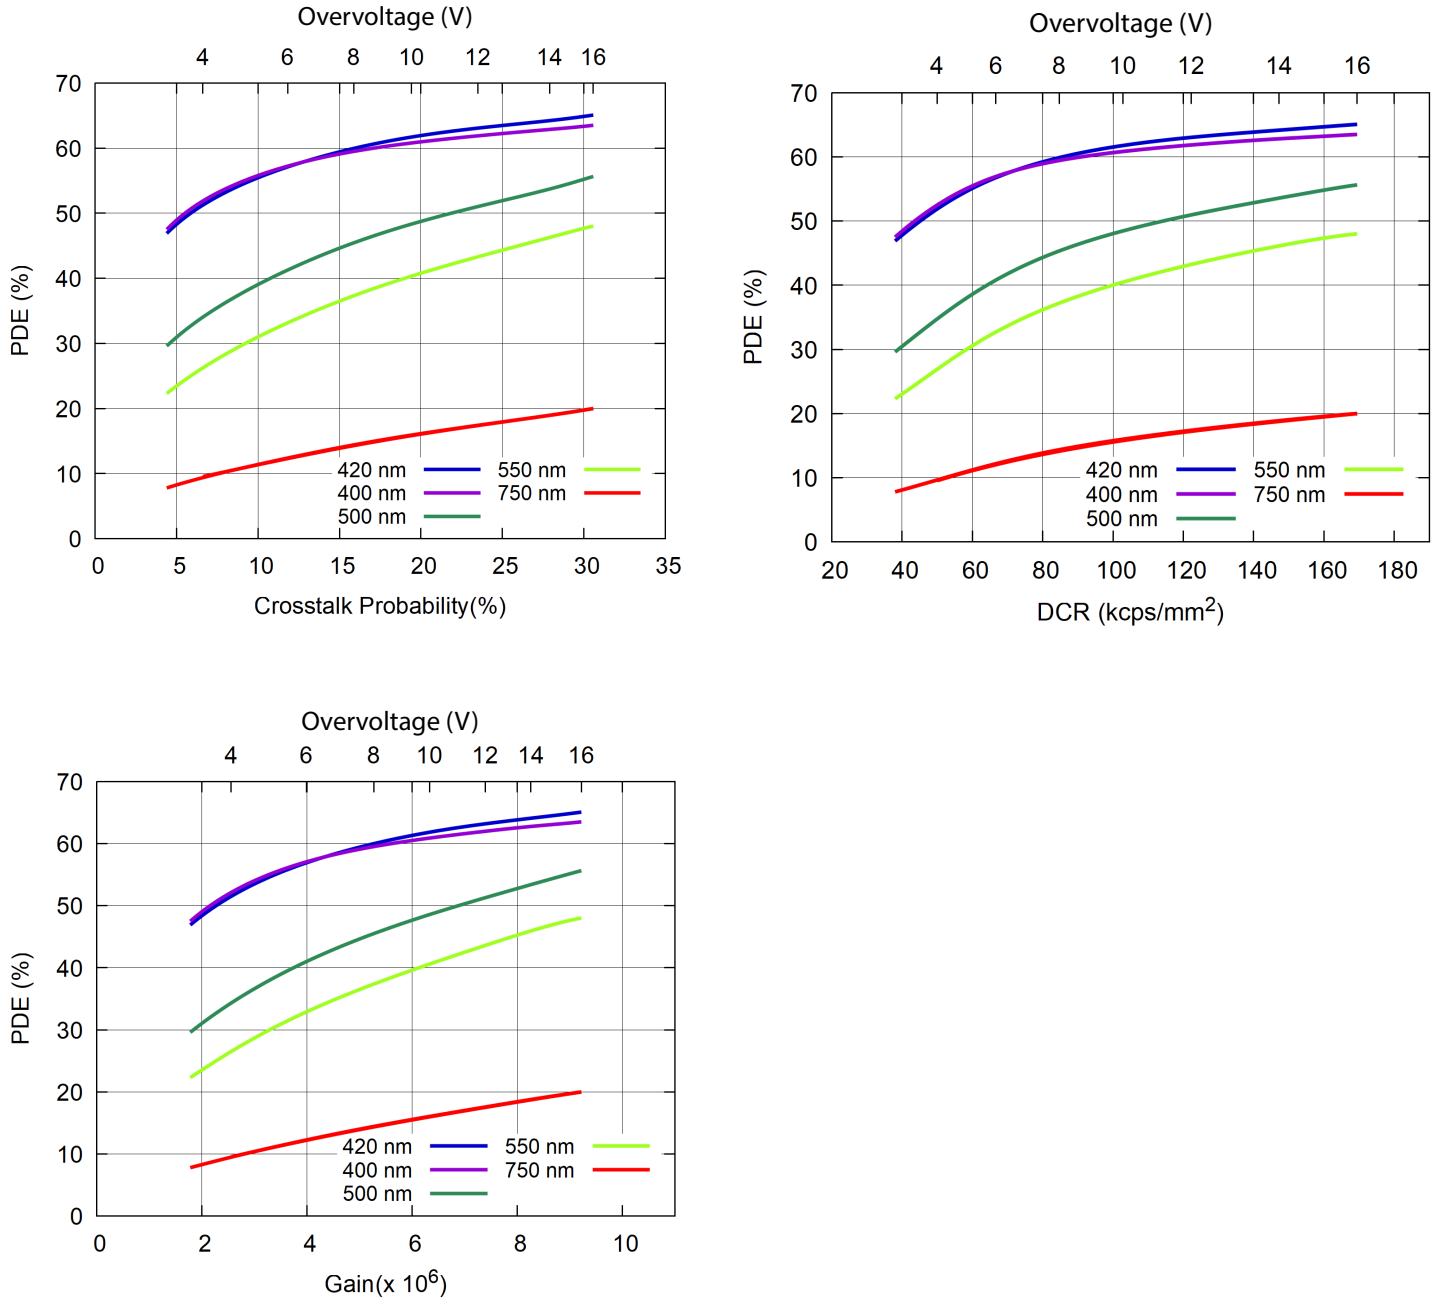 Overvoltage (V)
4 6 7 8 10 12 14 16
70
60
50
40
30
20
10
0
PDE (%)
420 nm 550 nm
400 nm 750 nm
500 nm
0 5 10 15 20 25 30 35
Crosstalk Probability(%)
Overvoltage (V)
4 6 8 10 12 14 16
70
60
50
40
30
20
10
0
PDE (%)
420 nm 550 nm
400 nm 750 nm
500 nm
20 40 60 80 100 120 140 160 180
DCR (kcps/mm²)
Overvoltage (V)
4 6 8 10 12 14 16
70
60
50
40
30
20
10
0
PDE (%)
420 nm 550 nm
400 nm 750 nm
500 nm
0 2 4 6 8 10
Gain(x 10⁶)